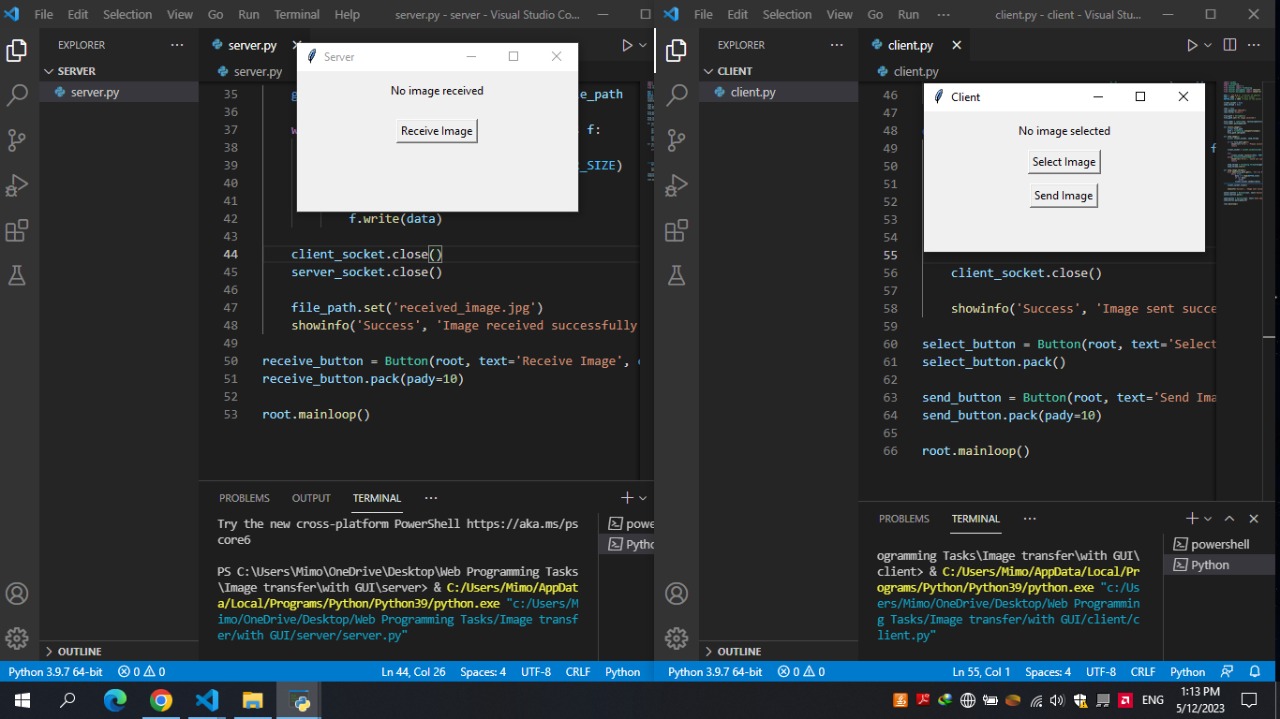 File Edit Selection View Go Run Terminal Help server.py - server - Visual Studio Co...
EXPLORER
SERVER
server.py
server.py
server.py
35
36
37
38
39
40
41
42 f.write(data)
43
44 client_socket.close()
45 server_socket.close()
46
47 file_path.set('received_image.jpg')
48 showinfo('Success', 'Image received successfully
49
50 receive_button = Button(root, text='Receive Image',
51 receive_button.pack(pady=10)
52
53 root.mainloop()
le_path
f:
_SIZE)
Server
No image received
Receive Image
PROBLEMS OUTPUT TERMINAL
Try the new cross-platform PowerShell https://aka.ms/ps
core6
PS C:\Users\Mimo\OneDrive\Desktop\Web Programming Tasks
\Image transfer\with GUI\server> & C:/Users/Mimo/AppDat
a/Local/Programs/Python/Python39/python.exe "c:/Users/M
imo/OneDrive/Desktop/Web Programming Tasks/Image transf
er/with GUI/server/server.py"
powe
Pytho
OUTLINE
Python 3.9.7 64-bit 0 0 Ln 44, Col 26 Spaces: 4 UTF-8 CRLF Python
File Edit Selection View Go Run client.py - client - Visual Stu...
EXPLORER
CLIENT
client.py
client.py
client.py
46
47
48
49 f
50
51
52
53
54
55
56 client_socket.close()
57
58 showinfo('Success', 'Image sent succe
59
60 select_button = Button(root, text='Select
61 select_button.pack()
62
63 send_button = Button(root, text='Send Ima
64 send_button.pack(pady=10)
65
66 root.mainloop()
Client
No image selected
Select Image
Send Image
PROBLEMS TERMINAL
ogramming Tasks\Image transfer\with GUI\
client> & C:/Users/Mimo/AppData/Local/Pr
ograms/Python/Python39/python.exe "c:/Us
ers/Mimo/OneDrive/Desktop/Web Programmin
g Tasks/Image transfer/with GUI/client/c
lient.py"
powershell
Python
OUTLINE
Python 3.9.7 64-bit 0 0 Ln 55, Col 1 Spaces: 4 UTF-8 CRLF Python
ENG
1:13 PM
5/12/2023